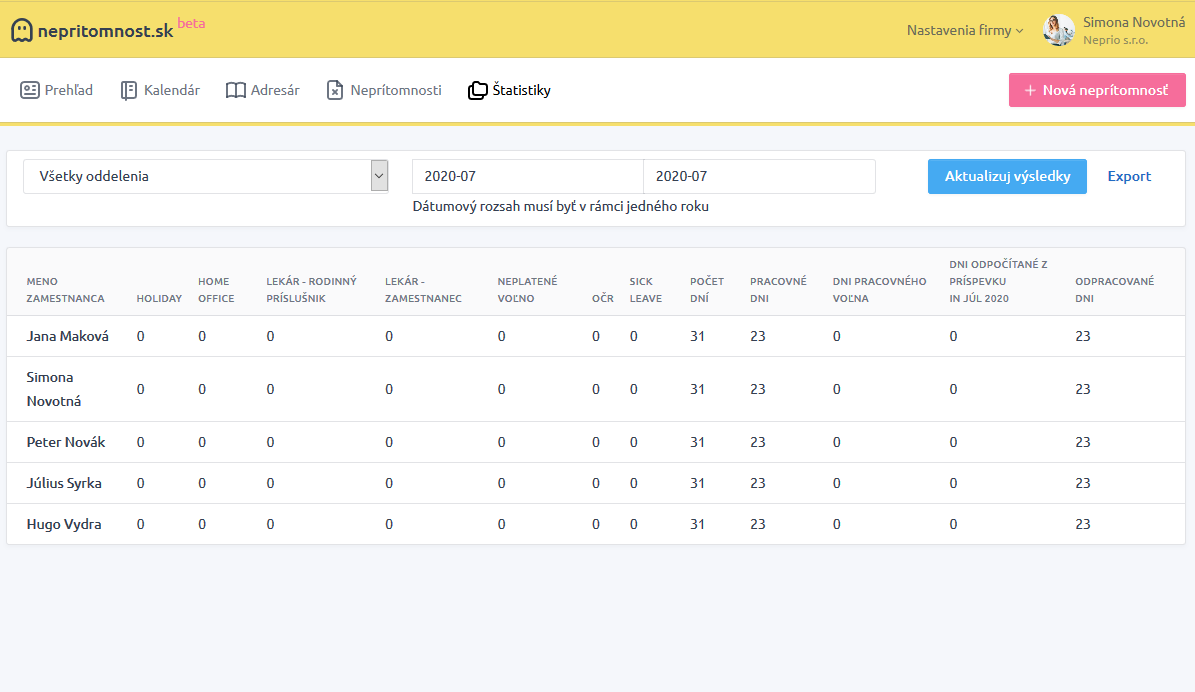 nepritomnost.sk beta
Nastavenia firmy
Simona Novotná
Neprio s.r.o.
Prehľad Kalendár Adresár Neprítomnosti Štatistiky
+ Nová neprítomnosť
Všetky oddelenia 2020-07 2020-07 Aktualizuj výsledky Export
Dátumový rozsah musí byť v rámci jedného roku
MENO ZAMESTNANCA HOLIDAY HOME OFFICE LEKÁR - RODINNÝ PRÍSLUŠNIK LEKÁR - ZAMESTNANEC NEPLATENÉ VOĽNO OČR SICK LEAVE POČET DNÍ PRACOVNÉ DNI DNI PRACOVNÉHO VOĽNA DNI ODPOČÍTANÉ Z PRÍSPEVKU IN JÚL 2020 ODPRACOVANÉ DNI
Jana Maková 0 0 0 0 0 0 0 31 23 0 0 23
Simona Novotná 0 0 0 0 0 0 0 31 23 0 0 23
Peter Novák 0 0 0 0 0 0 0 31 23 0 0 23
Július Syrka 0 0 0 0 0 0 0 31 23 0 0 23
Hugo Vydra 0 0 0 0 0 0 0 31 23 0 0 23